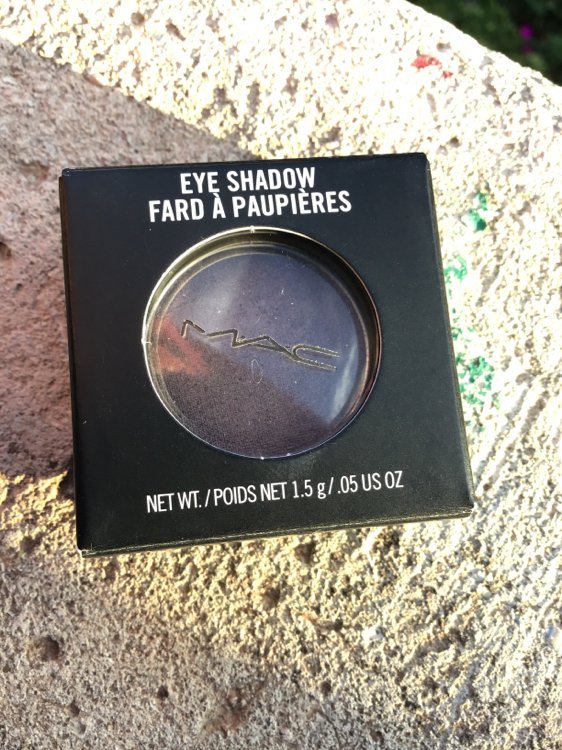 EYE SHADOW
FARD À PAUPIÈRES
MAC
NET WT. / POIDS NET 1.5 g / .05 US OZ